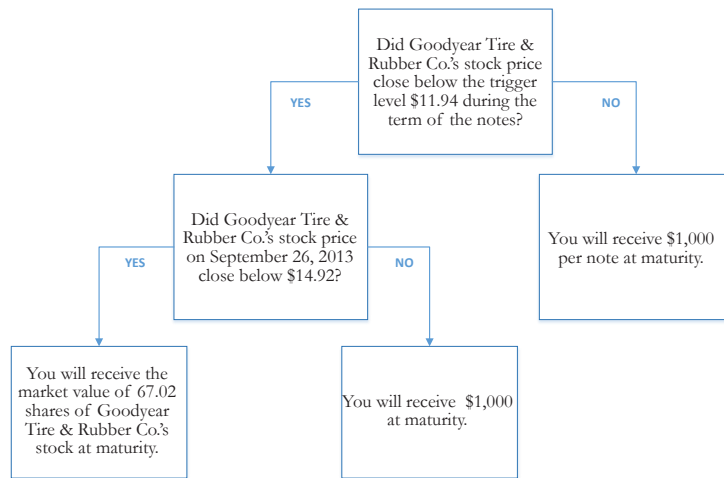 Did Goodyear Tire &
Rubber Co.'s stock price
close below the trigger
level $11.94 during the
term of the notes?
YES
NO
Did Goodyear Tire &
Rubber Co.'s stock price
on September 26, 2013
close below $14.92?
You will receive $1,000
per note at maturity.
YES
NO
You will receive the
market value of 67.02
shares of Goodyear
Tire & Rubber Co.'s
stock at maturity.
You will receive $1,000
at maturity.